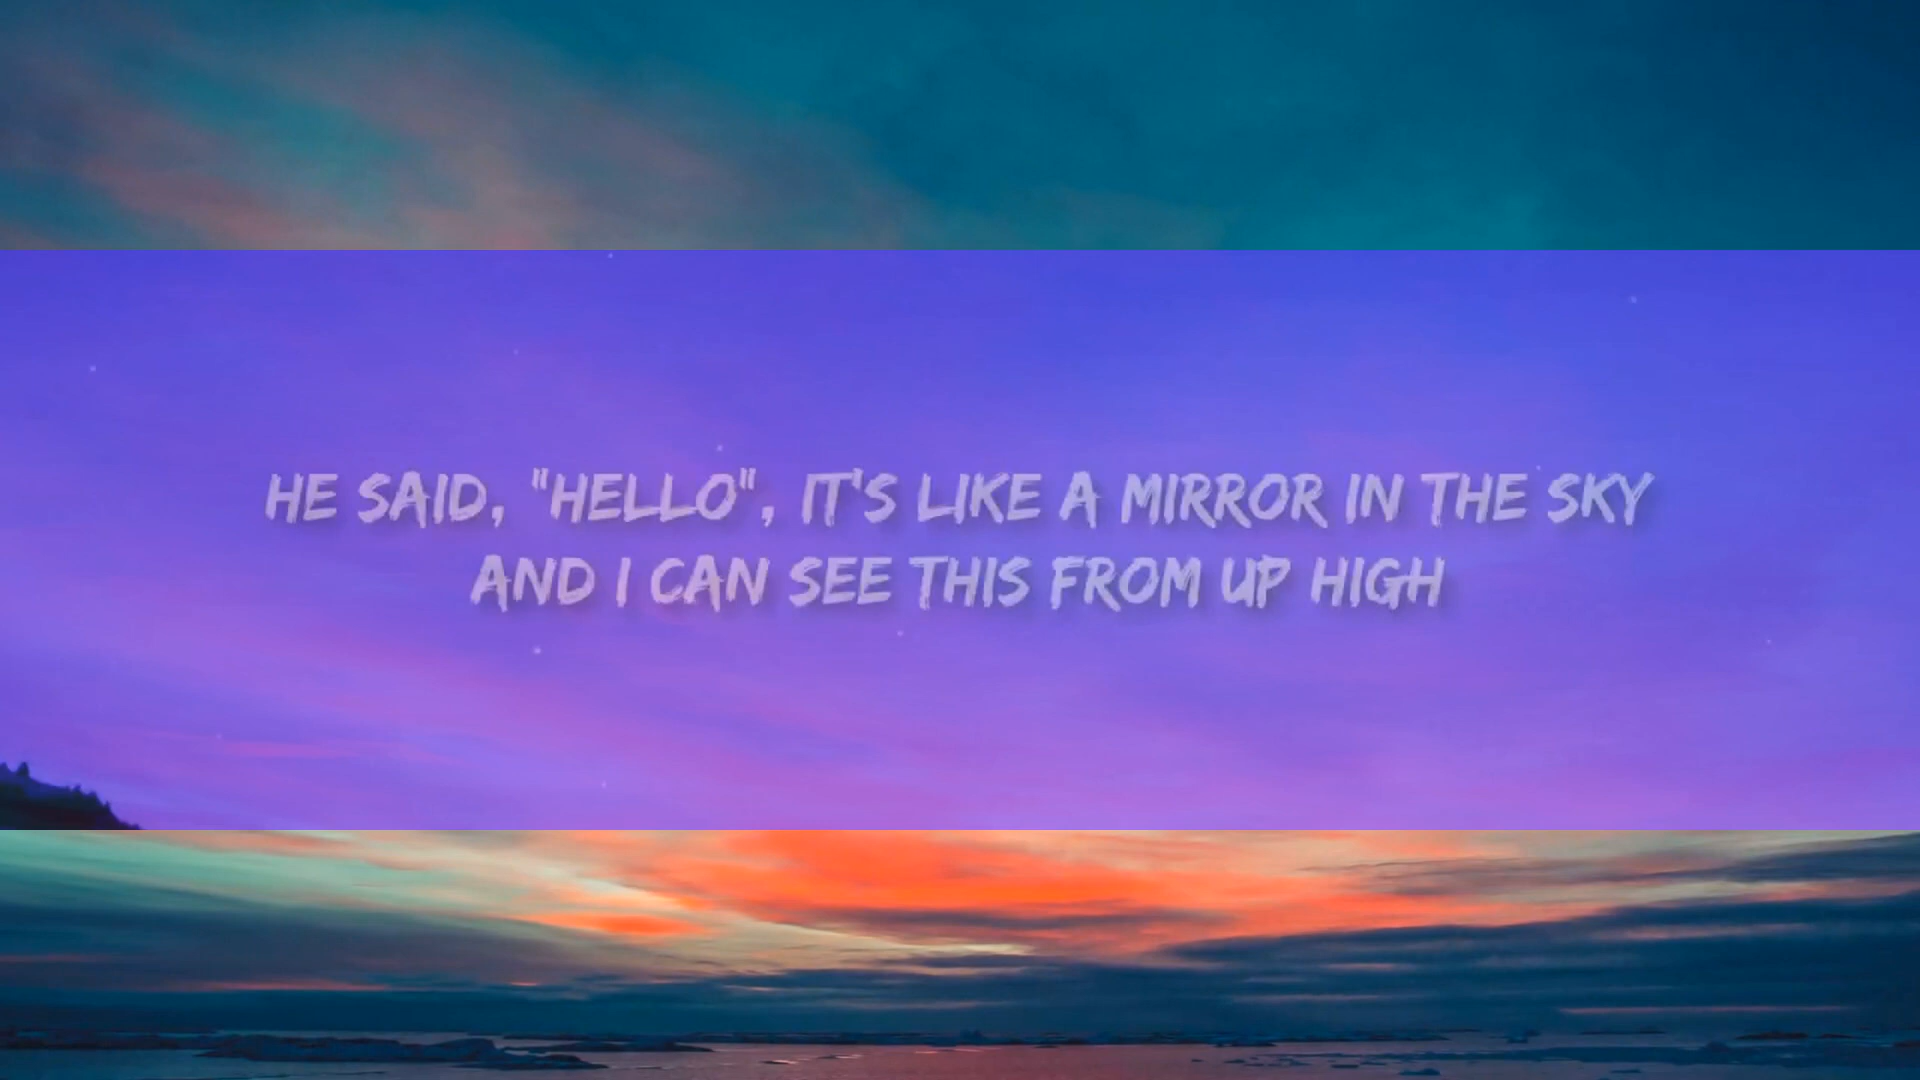 HE SAID, "HELLO", IT'S LIKE A MIRROR IN THE SKY
AND I CAN SEE THIS FROM UP HIGH